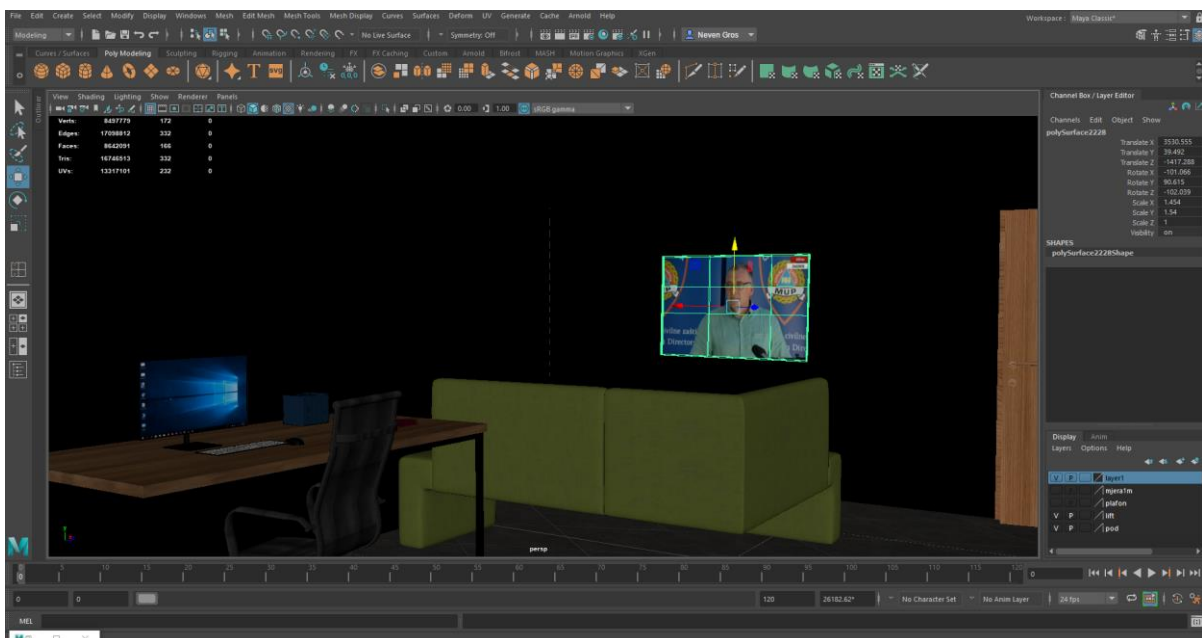 File Edit Create Select Modify Display Windows Mesh Edit Mesh Mesh Tools Mesh Display Curves Surfaces Deform UV Generate Cache Arnold Help
Workspace: Maya Classic*
Modeling No Live Surface Symmetry: Off Neven Gros
Curves / Surfaces Poly Modeling Sculpting Rigging Animation Rendering FX FX Caching Custom Arnold Bifrost MASH Motion Graphics XGen
Outliner
View Shading Lighting Show Renderer Panels
0.00 1.00 sRGB gamma
Verts: 8497779 172 0
Edges: 17098812 332 0
Faces: 8642091 166 0
Tris: 16746513 332 0
UVs: 13317101 232 0
MUP
Director
persp
Channel Box / Layer Editor
Channels Edit Object Show
polySurface2228
Translate X 3530.555
Translate Y 39.492
Translate Z -1417.288
Rotate X -101.066
Rotate Y 90.615
Rotate Z -102.039
Scale X 1.454
Scale Y 1.54
Scale Z 1
Visibility on
SHAPES
polySurface2228Shape
Display Anim
Layers Options Help
V P layer1
mjera1m
plafon
V P lift
V P pod
0 5 10 15 20 25 30 35 40 45 50 55 60 65 70 75 80 85 90 95 100 105 110 115 120
0
0 0 120 26182.62* No Character Set No Anim Layer 24 fps
MEL